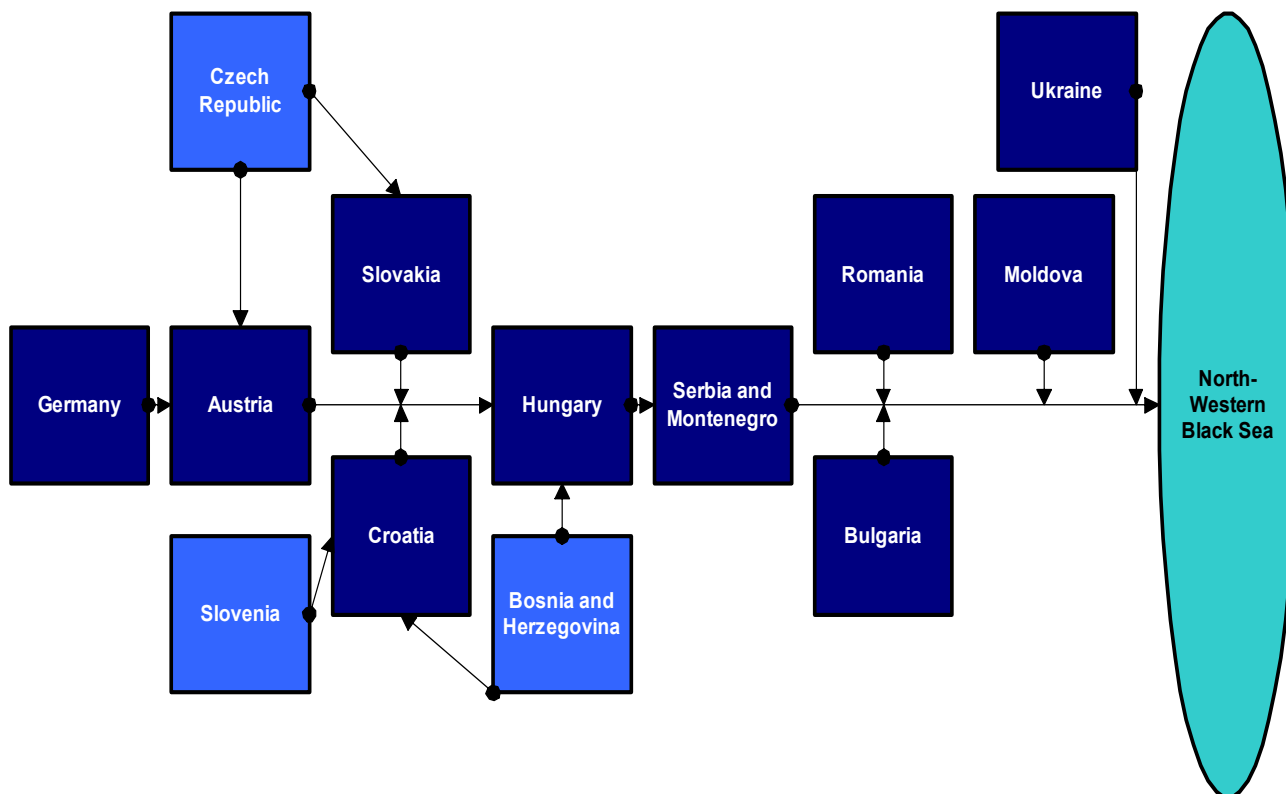 Czech
Republic
Ukraine
Slovakia
Romania
Moldova
Germany
Austria
Hungary
Serbia and
Montenegro
North-
Western
Black Sea
Croatia
Bulgaria
Slovenia
Bosnia and
Herzegovina